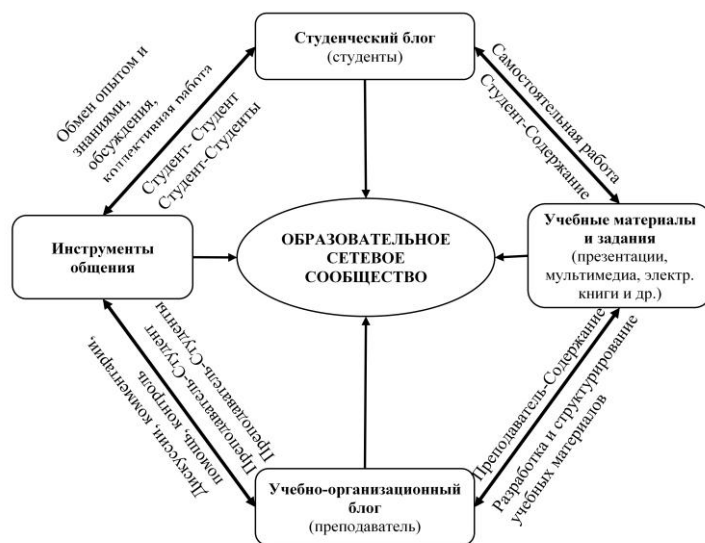 Студенческий блог
(студенты)
Обмен опытом и
знаниями,
обсуждения,
коллективная работа
Студент- Студент
Студент-Студенты
Самостоятельная работа
Студент-Содержание
Инструменты
общения
ОБРАЗОВАТЕЛЬНОЕ
СЕТЕВОЕ
СООБЩЕСТВО
Учебные материалы
и задания
(презентации,
мультимедиа, электр.
книги и др.)
Преподаватель-Студенты
Преподаватель-Студент
помощь, контроль
Дискуссии, комментарии,
Преподаватель-Содержание
Разработка и структурирование
учебных материалов
Учебно-организационный
блог
(преподаватель)